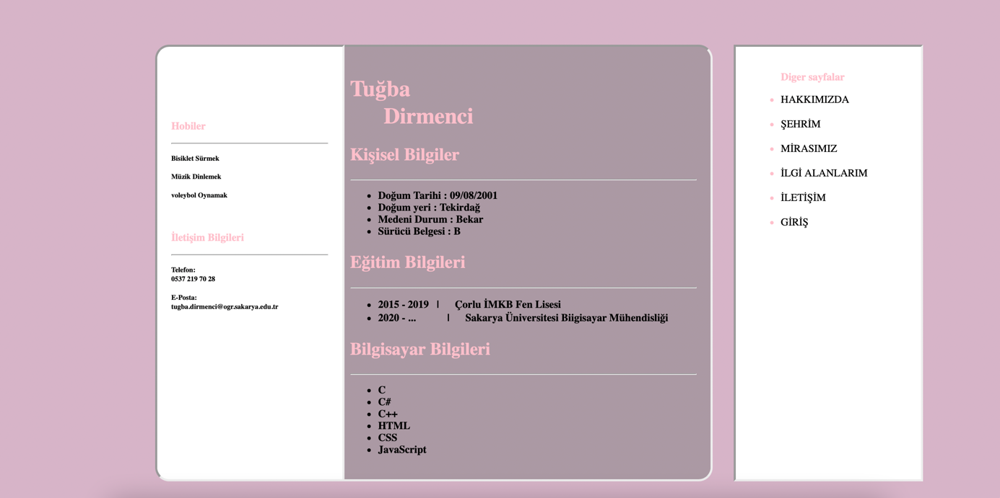 Hobiler
Bisiklet Sürmek
Müzik Dinlemek
voleybol Oynamak
İletişim Bilgileri
Telefon:
0537 219 70 28
E-Posta:
tugba.dirmenci@ogr.sakarya.edu.tr
Tuğba
Dirmenci
Kişisel Bilgiler
Doğum Tarihi : 09/08/2001
Doğum yeri : Tekirdağ
Medeni Durum : Bekar
Sürücü Belgesi : B
Eğitim Bilgileri
2015 - 2019 | Çorlu İMKB Fen Lisesi
2020 - ... | Sakarya Üniversitesi Biigisayar Mühendisliği
Bilgisayar Bilgileri
C
C#
C++
HTML
CSS
JavaScript
Diger sayfalar
HAKKIMIZDA
ŞEHRİM
MİRASIMIZ
İLGİ ALANLARIM
İLETİŞİM
GİRİŞ